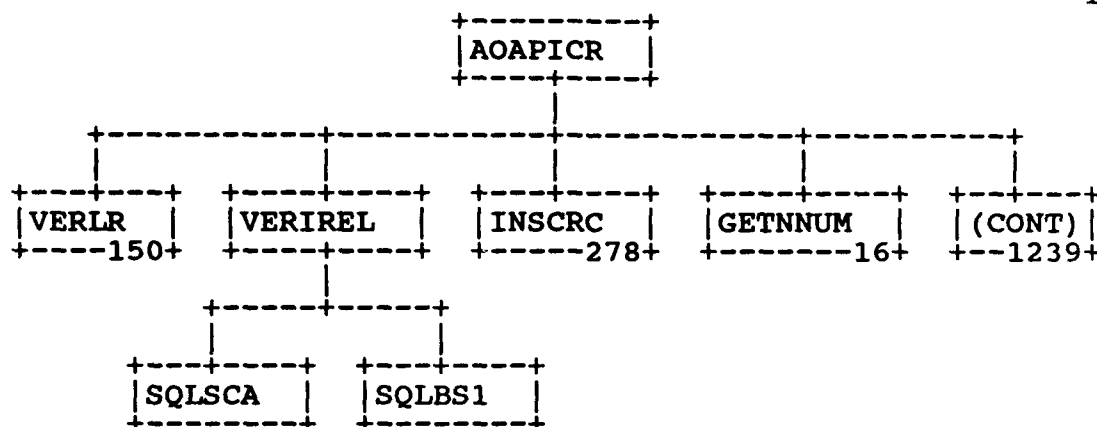 AOAPICR
VERLR VERIREL INSCRC GETNNUM (CONT)
150 278 16 1239
SQLSCA SQLBS1